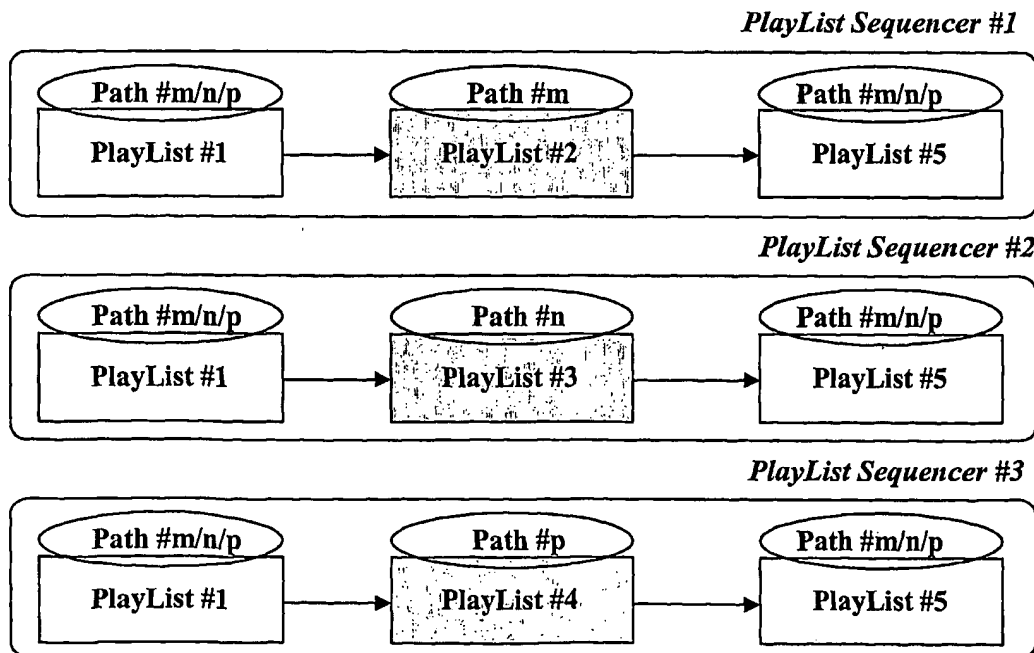 PlayList Sequencer #1
Path #m/n/p Path #m Path #m/n/p
PlayList #1 PlayList #2 PlayList #5
PlayList Sequencer #2
Path #m/n/p Path #n Path #m/n/p
PlayList #1 PlayList #3 PlayList #5
PlayList Sequencer #3
Path #m/n/p Path #p Path #m/n/p
PlayList #1 PlayList #4 PlayList #5